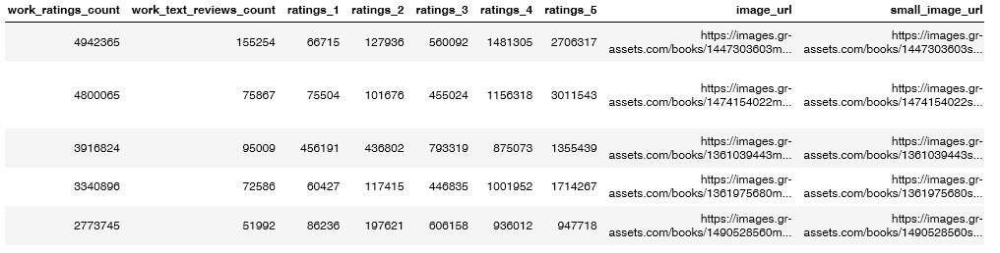 work_ratings_count work_text_reviews_count ratings_1 ratings_2 ratings_3 ratings_4 ratings_5 image_url small_image_url
https://images.gr- https://images.gr-
4942365 155254 66715 127936 560092 1481305 2706317
assets.com/books/1447303603m... assets.com/books/1447303603s...
https://images.gr- https://images.gr-
4800065 75867 75504 101676 455024 1156318 3011543
assets.com/books/1474154022m... assets.com/books/1474154022s...
https://images.gr- https://images.gr-
3916824 95009 456191 436802 793319 875073 1355439
assets.com/books/1361039443m... assets.com/books/1361039443s...
https://images.gr- https://images.gr-
3340896 72586 60427 117415 446835 1001952 1714267
assets.com/books/1361975680m... assets.com/books/1361975680s...
https://images.gr- https://images.gr-
2773745 51992 86236 197621 606158 936012 947718
assets.com/books/1490528560m... assets.com/books/1490528560s...